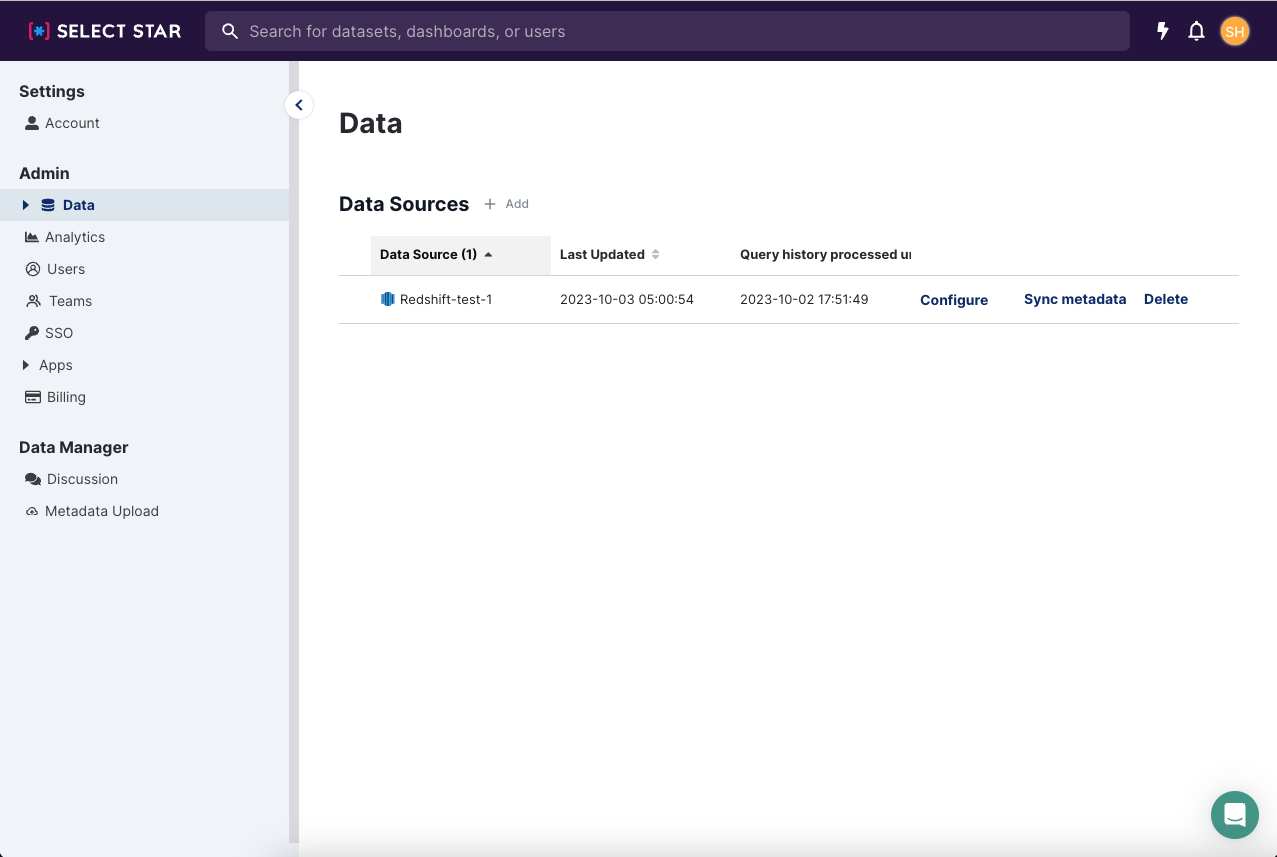 [*] SELECT STAR
Search for datasets, dashboards, or users
SH
Settings
Account
Admin
Data
Analytics
Users
Teams
SSO
Apps
Billing
Data Manager
Discussion
Metadata Upload
Data
Data Sources + Add
Data Source (1) Last Updated Query history processed
Redshift-test-1 2023-10-03 05:00:54 2023-10-02 17:51:49 Configure Sync metadata Delete